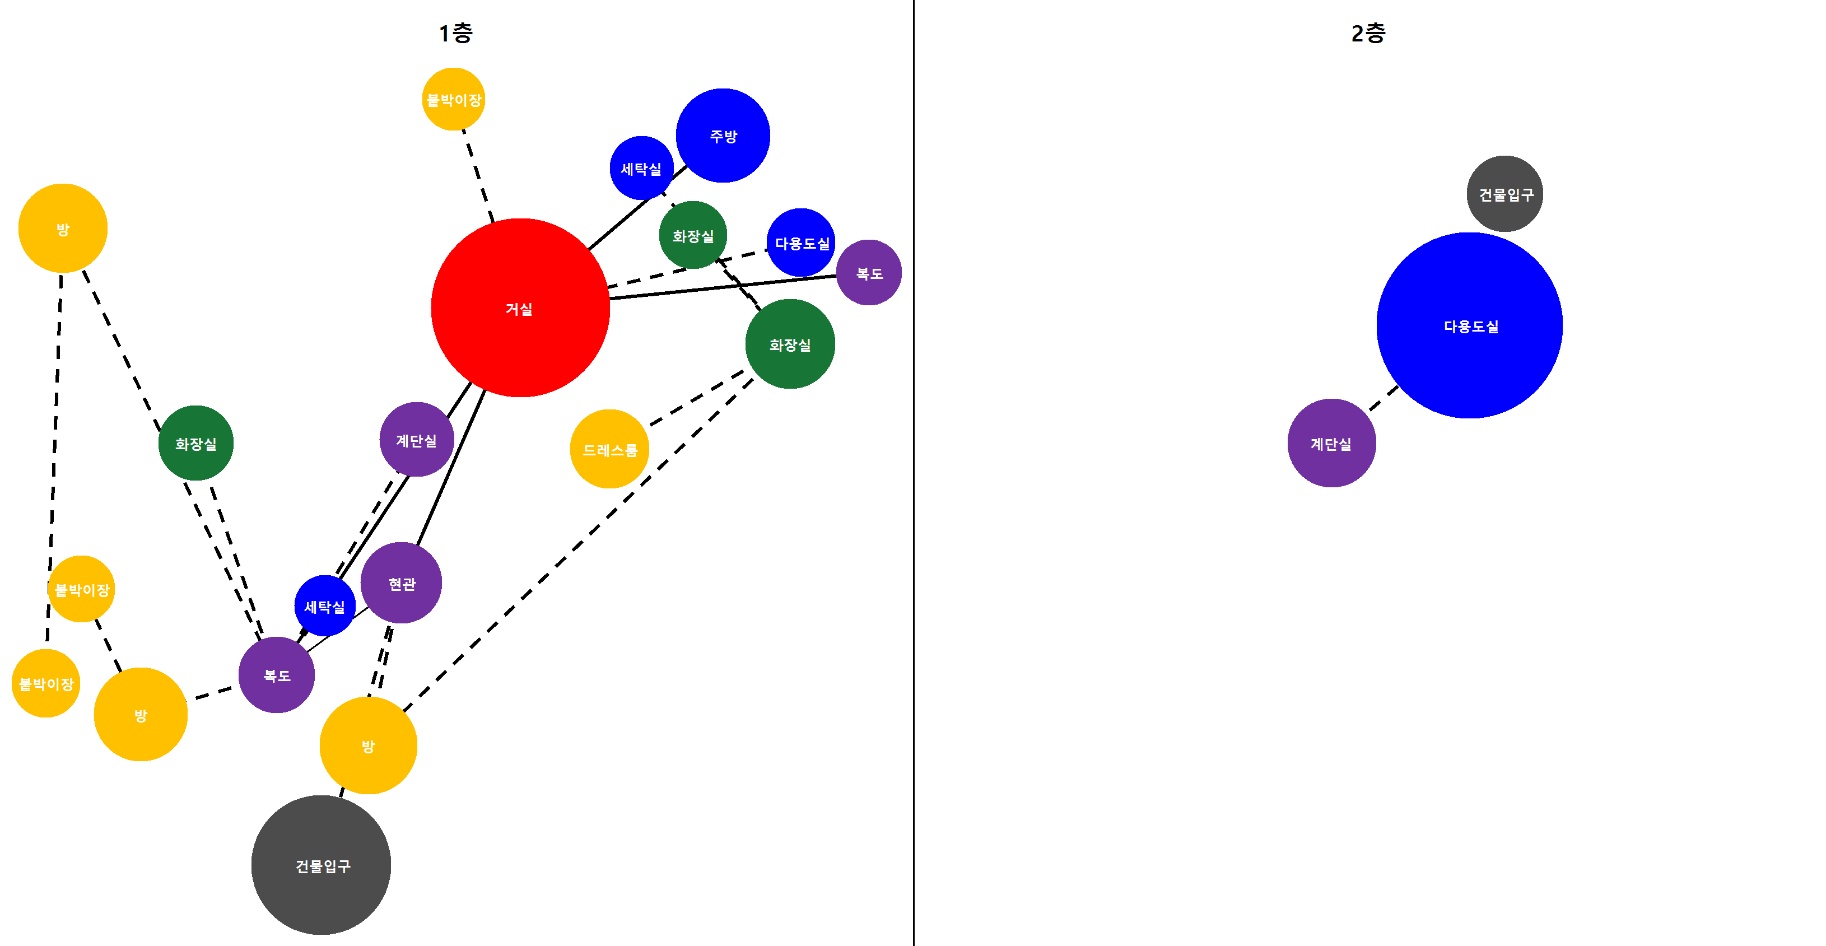 1층
2층
붙박이장
주방
세탁실
건물입구
방
화장실
다용도실
복도
거실
다용도실
화장실
계단실
화장실
드레스룸
계단실
현관
붙박이장
세탁실
복도
붙박이장
방
방
건물입구